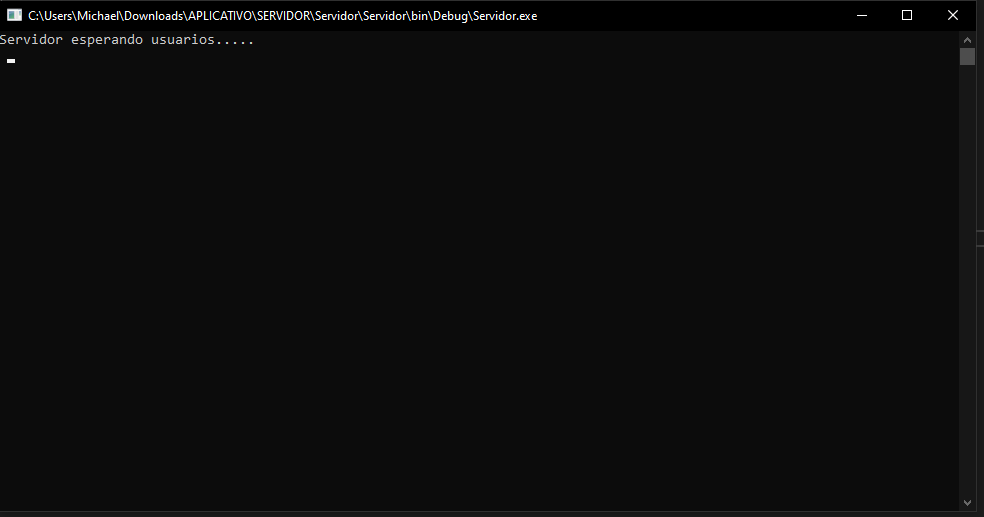 C:\Users\Michael\Downloads\APLICATIVO\SERVIDOR\Servidor\Servidor\bin\Debug\Servidor.exe
Servidor esperando usuarios.....